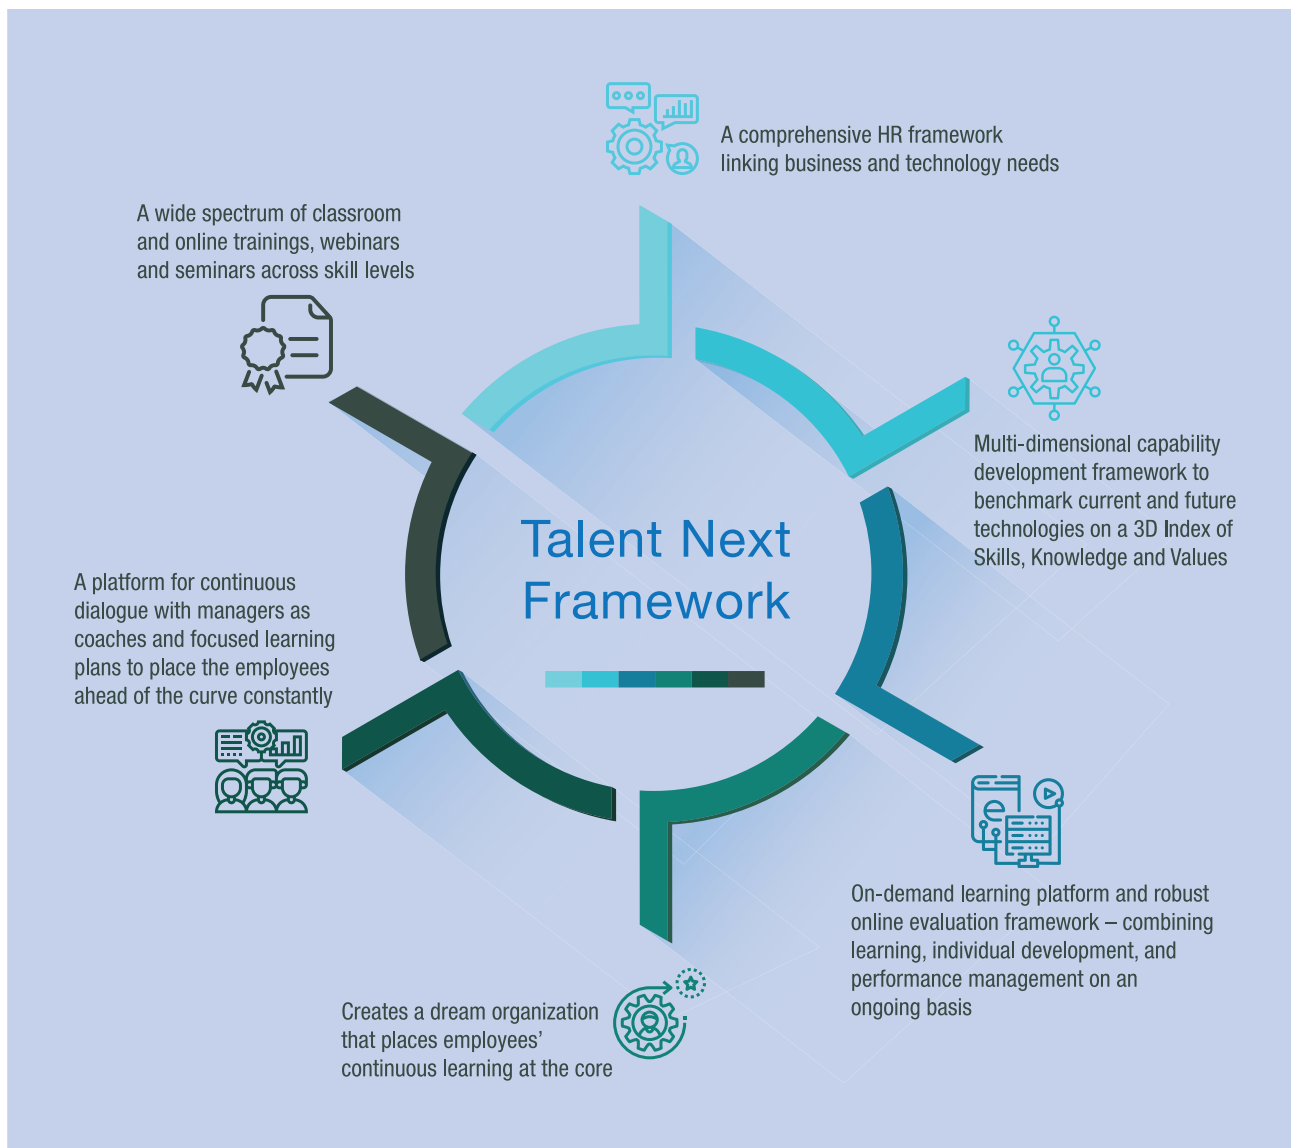 A comprehensive HR framework
linking business and technology needs
Multi-dimensional capability
development framework to
benchmark current and future
technologies on a 3D Index of
Skills, Knowledge and Values
On-demand learning platform and robust
online evaluation framework – combining
learning, individual development, and
performance management on an
ongoing basis
Creates a dream organization
that places employees’
continuous learning at the core
A platform for continuous
dialogue with managers as
coaches and focused learning
plans to place the employees
ahead of the curve constantly
A wide spectrum of classroom
and online trainings, webinars
and seminars across skill levels
Talent Next
Framework
e